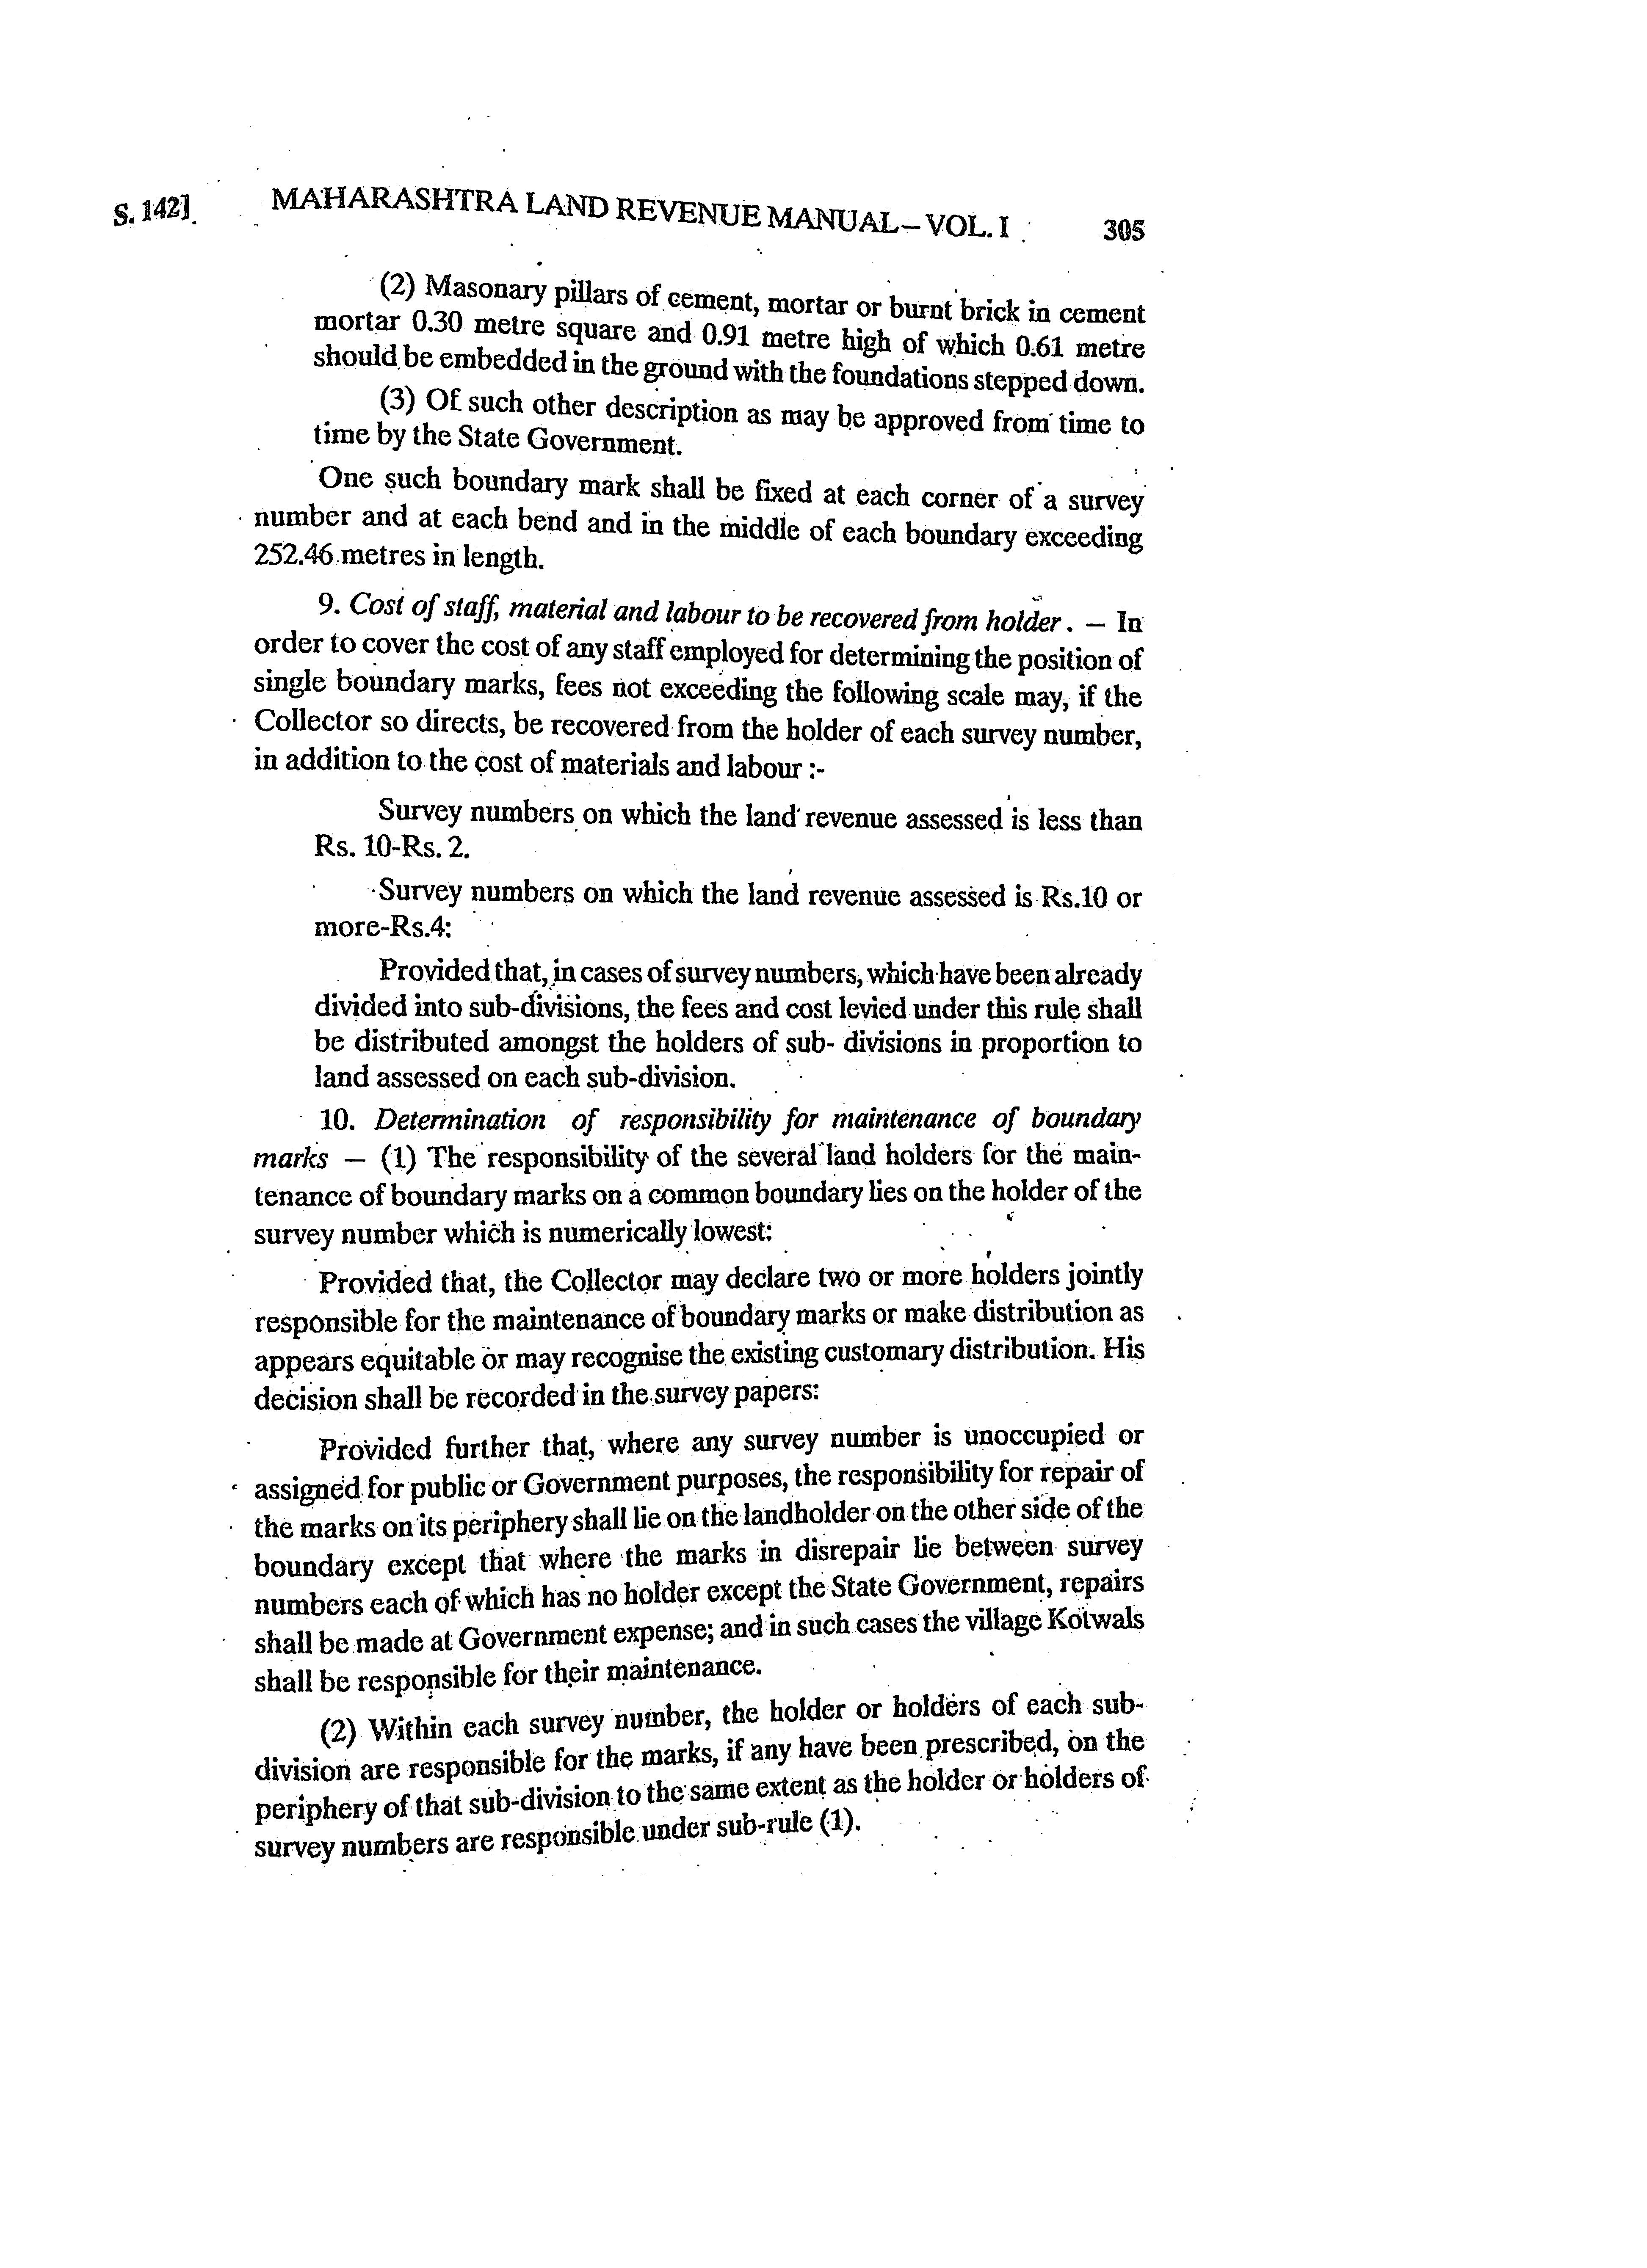 S. 142] MAHARASHTRA LAND REVENUE MANUAL – VOL. I 305
(2) Masonary pillars of cement, mortar or burnt brick in cement
mortar 0.30 metre square and 0.91 metre high of which 0.61 metre
should be embedded in the ground with the foundations stepped down.
(3) Of such other description as may be approved from time to
time by the State Government.
One such boundary mark shall be fixed at each corner of a survey
number and at each bend and in the middle of each boundary exceeding
252.46 metres in length.
9. Cost of staff, material and labour to be recovered from holder. — In
order to cover the cost of any staff employed for determining the position of
single boundary marks, fees not exceeding the following scale may, if the
Collector so directs, be recovered from the holder of each survey number,
in addition to the cost of materials and labour :-
Survey numbers on which the land revenue assessed is less than
Rs. 10-Rs. 2.
Survey numbers on which the land revenue assessed is Rs.10 or
more-Rs.4:
Provided that, in cases of survey numbers, which have been already
divided into sub-divisions, the fees and cost levied under this rule shall
be distributed amongst the holders of sub- divisions in proportion to
land assessed on each sub-division.
10. Determination of responsibility for maintenance of boundary
marks — (1) The responsibility of the several land holders for the main-
tenance of boundary marks on a common boundary lies on the holder of the
survey number which is numerically lowest:
Provided that, the Collector may declare two or more holders jointly
responsible for the maintenance of boundary marks or make distribution as
appears equitable or may recognise the existing customary distribution. His
decision shall be recorded in the survey papers:
Provided further that, where any survey number is unoccupied or
assigned for public or Government purposes, the responsibility for repair of
the marks on its periphery shall lie on the landholder on the other side of the
boundary except that where the marks in disrepair lie between survey
numbers each of which has no holder except the State Government, repairs
shall be made at Government expense; and in such cases the village Kotwals
shall be responsible for their maintenance.
(2) Within each survey number, the holder or holders of each sub-
division are responsible for the marks, if any have been prescribed, on the
periphery of that sub-division to the same extent as the holder or holders of
survey numbers are responsible under sub-rule (1).